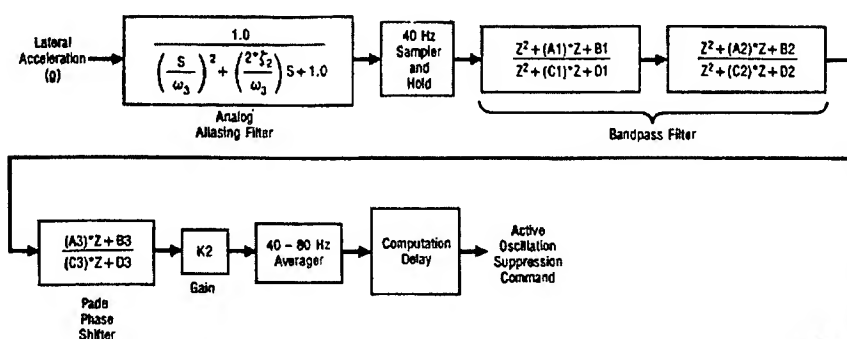 Lateral
Acceleration
(g)
1.0
(S/ω3)² + (2*ζ2/ω3) S + 1.0
Analog
Aliasing Filter
40 Hz
Sampler
and
Hold
Z² + (A1)*Z + B1
Z² + (C1)*Z + D1
Z² + (A2)*Z + B2
Z² + (C2)*Z + D2
Bandpass Filter
(A3)*Z + B3
(C3)*Z + D3
Pade
Phase
Shifter
K2
Gain
40 – 80 Hz
Averager
Computation
Delay
Active
Oscillation
Suppression
Command